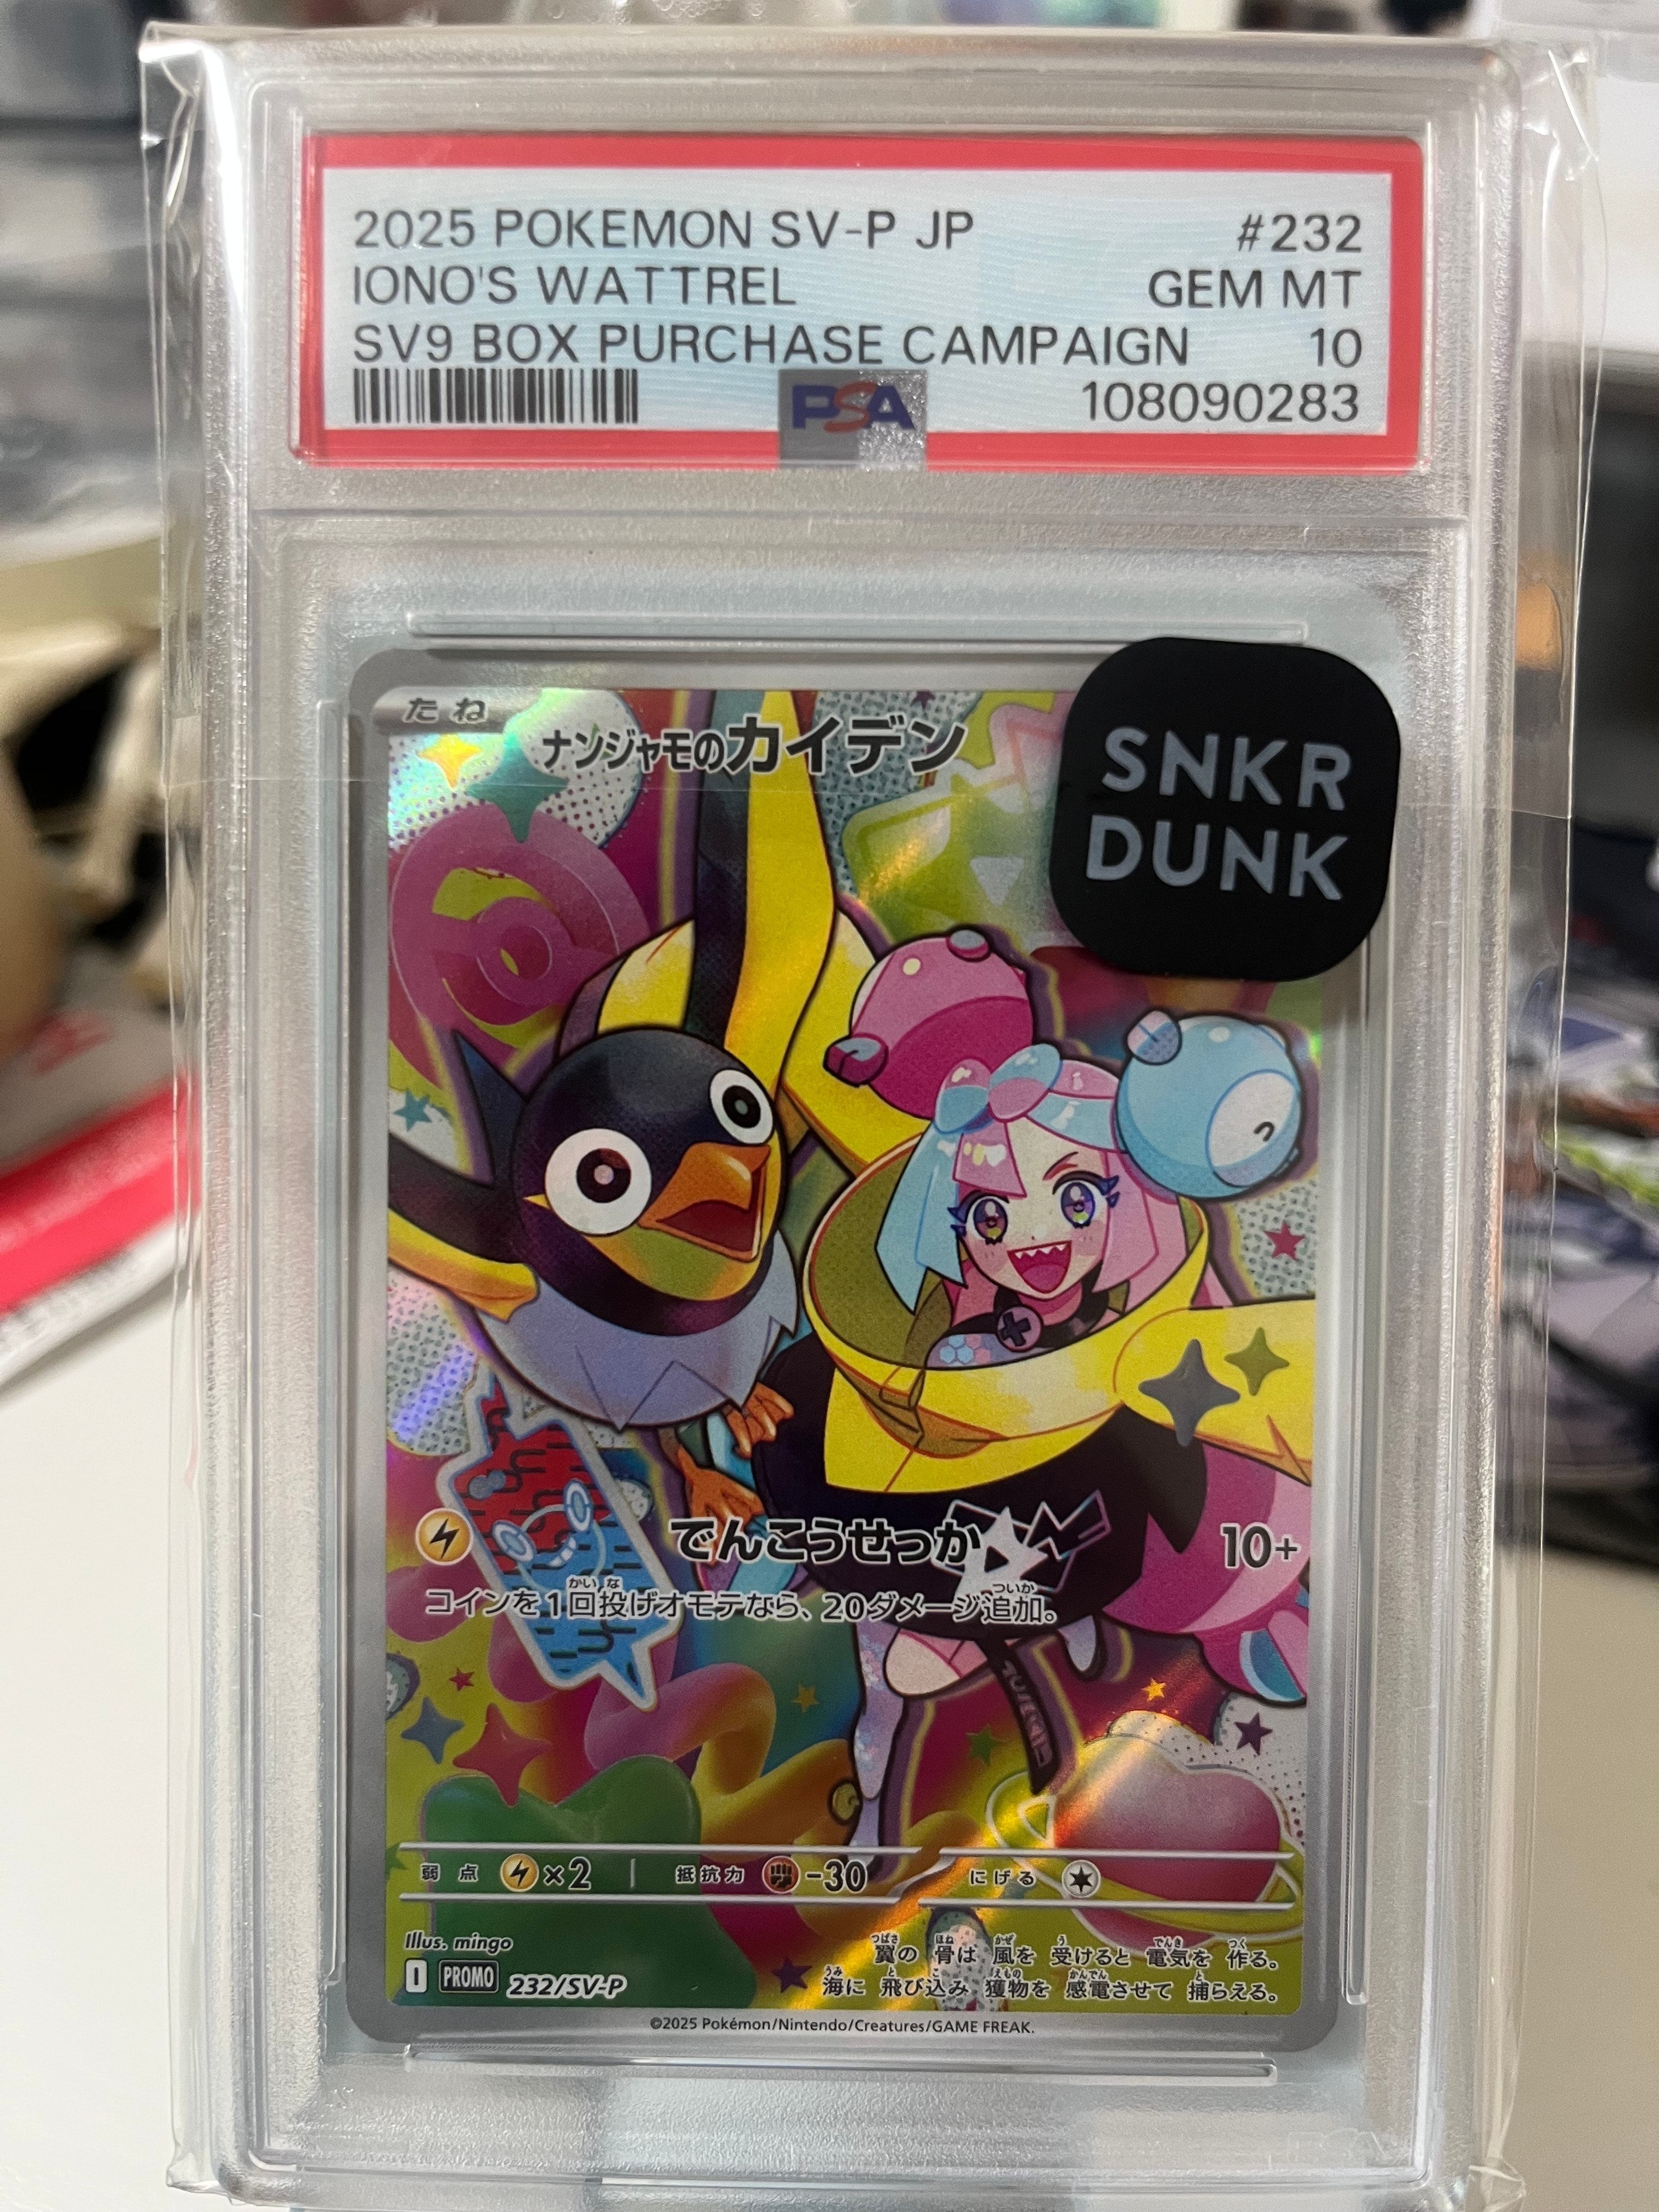 2025 POKEMON SV-P JP #232
IONO'S WATTREL GEM MT
SV9 BOX PURCHASE CAMPAIGN 10
PSA 108090283
たね
ナンジャモのカイデン
SNKR
DUNK
でんこうせっか 10+
コインを1回投げオモテなら、20ダメージ追加。
弱点 ×2 抵抗力 -30 にげる
Illus. mingo
I PROMO 232/SV-P
翼の骨は風を受けると電気を作る。
海に飛び込み獲物を感電させて捕らえる。
©2025 Pokémon/Nintendo/Creatures/GAME FREAK.